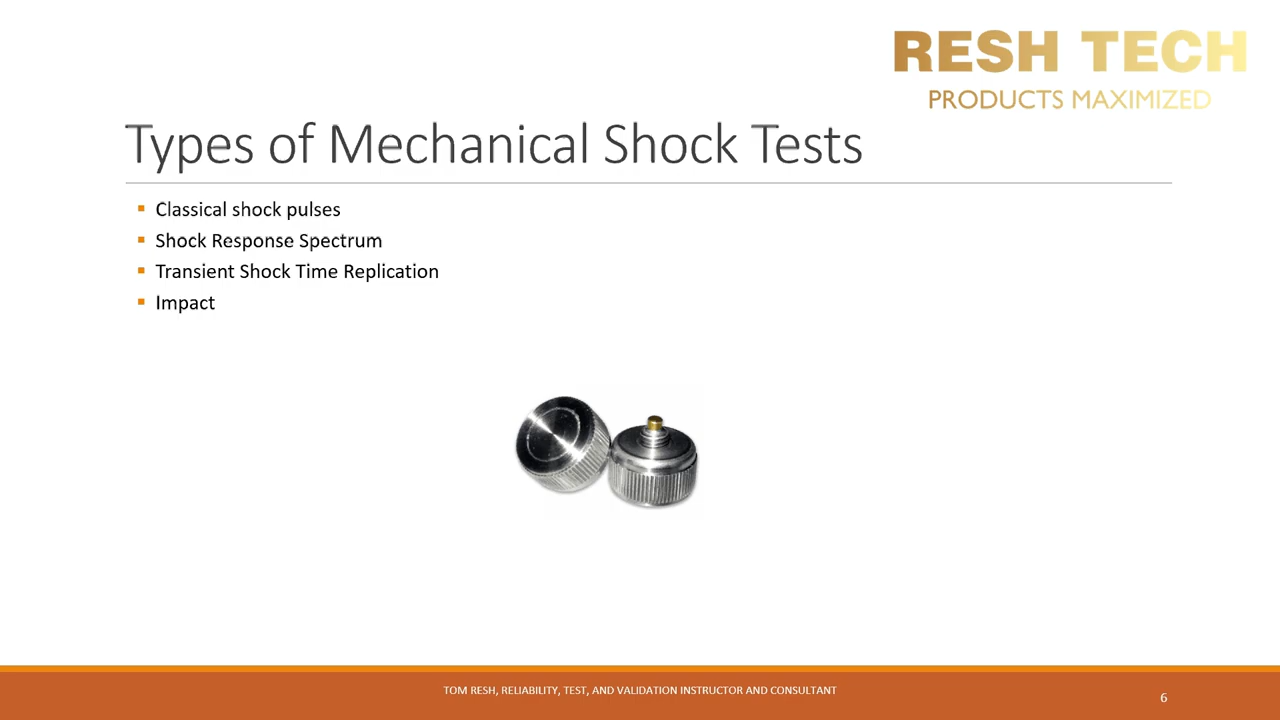 RESH TECH
PRODUCTS MAXIMIZED
Types of Mechanical Shock Tests
Classical shock pulses
Shock Response Spectrum
Transient Shock Time Replication
Impact
TOM RESH, RELIABILITY, TEST, AND VALIDATION INSTRUCTOR AND CONSULTANT
6